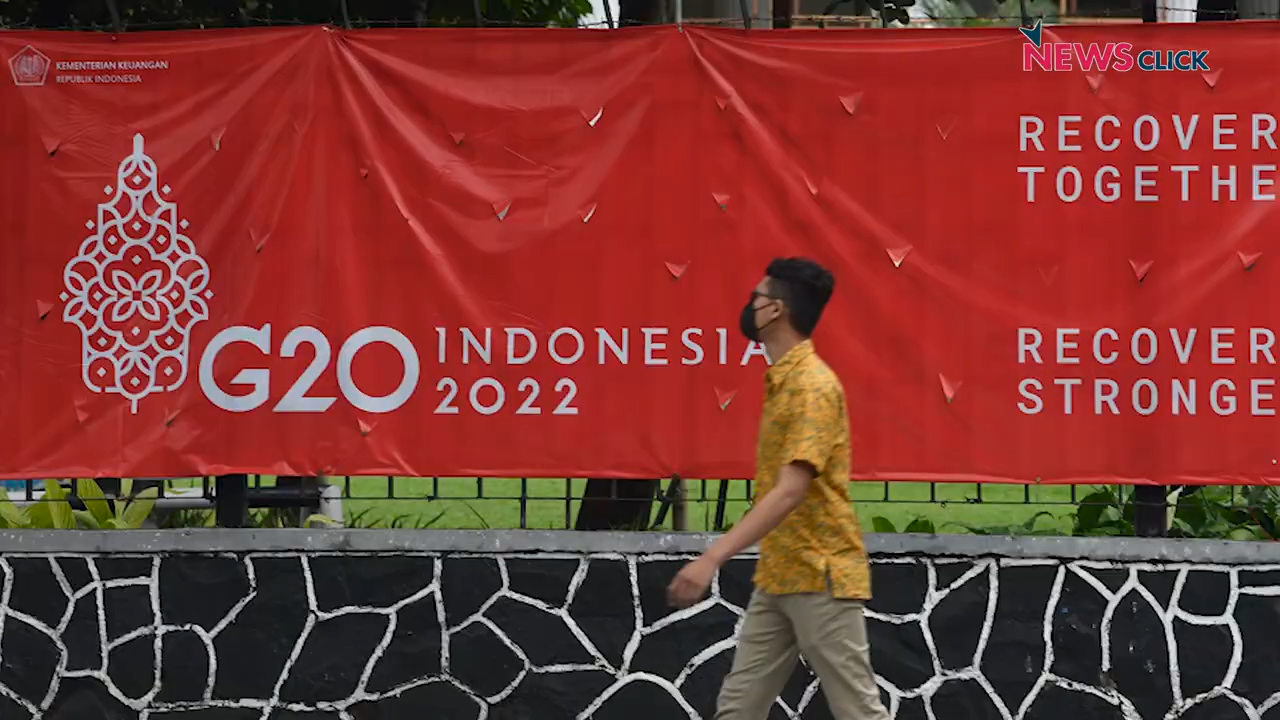 KEMENTERIAN KEUANGAN
REPUBLIK INDONESIA
NEWSCLICK
RECOVER
TOGETHE
G20 INDONESIA
2022
RECOVER
STRONGE